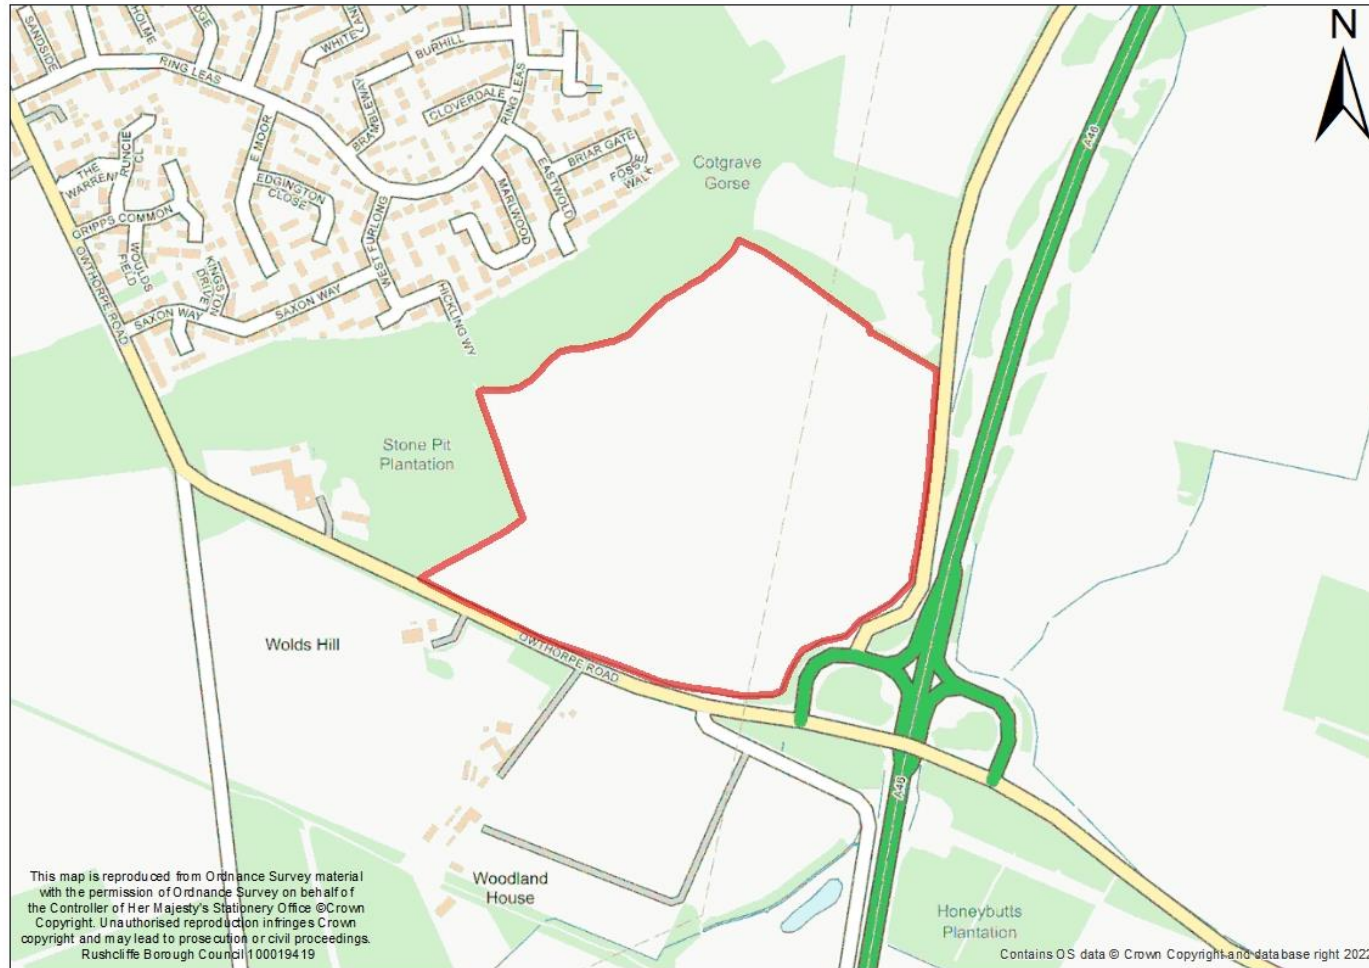 N
SANDSIDE
HOLME
RING LEAS
WHITE
BURHILL
BRAMBLEWAY
CLOVERDALE
RING LEAS
THE
WARREN
RUNCIE
CL
E MOOR
EDGINGTON
CLOSE
BRIAR GATE
EASTWOLD
FOSSE
WALK
MARLWOOD
GRIPPS COMMON
WOULDS
FIELD
KINGSTON
DRIVE
WEST FURLONG
SAXON WAY
SAXON WAY
HICKLING WY
OWTHORPE ROAD
Cotgrave
Gorse
A46
Stone Pit
Plantation
Wolds Hill
OWTHORPE ROAD
A46
Woodland
House
Honeybutts
Plantation
This map is reproduced from Ordnance Survey material
with the permission of Ordnance Survey on behalf of
the Controller of Her Majesty's Stationery Office ©Crown
Copyright. Unauthorised reproduction infringes Crown
copyright and may lead to prosecution or civil proceedings.
Rushcliffe Borough Council 100019419
Contains OS data © Crown Copyright and database right 2022